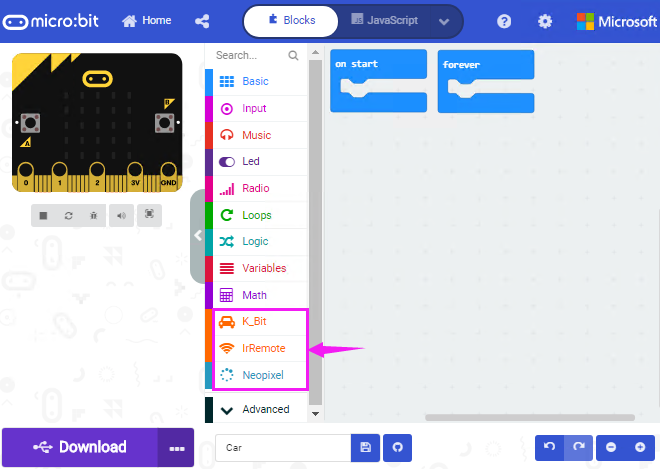 micro:bit
Home
Blocks
JS JavaScript
?
Microsoft
Search...
Basic
Input
Music
Led
Radio
Loops
Logic
Variables
Math
K_Bit
IrRemote
Neopixel
Advanced
on start
forever
B
A
0 1 2 3V GND
Download
Car